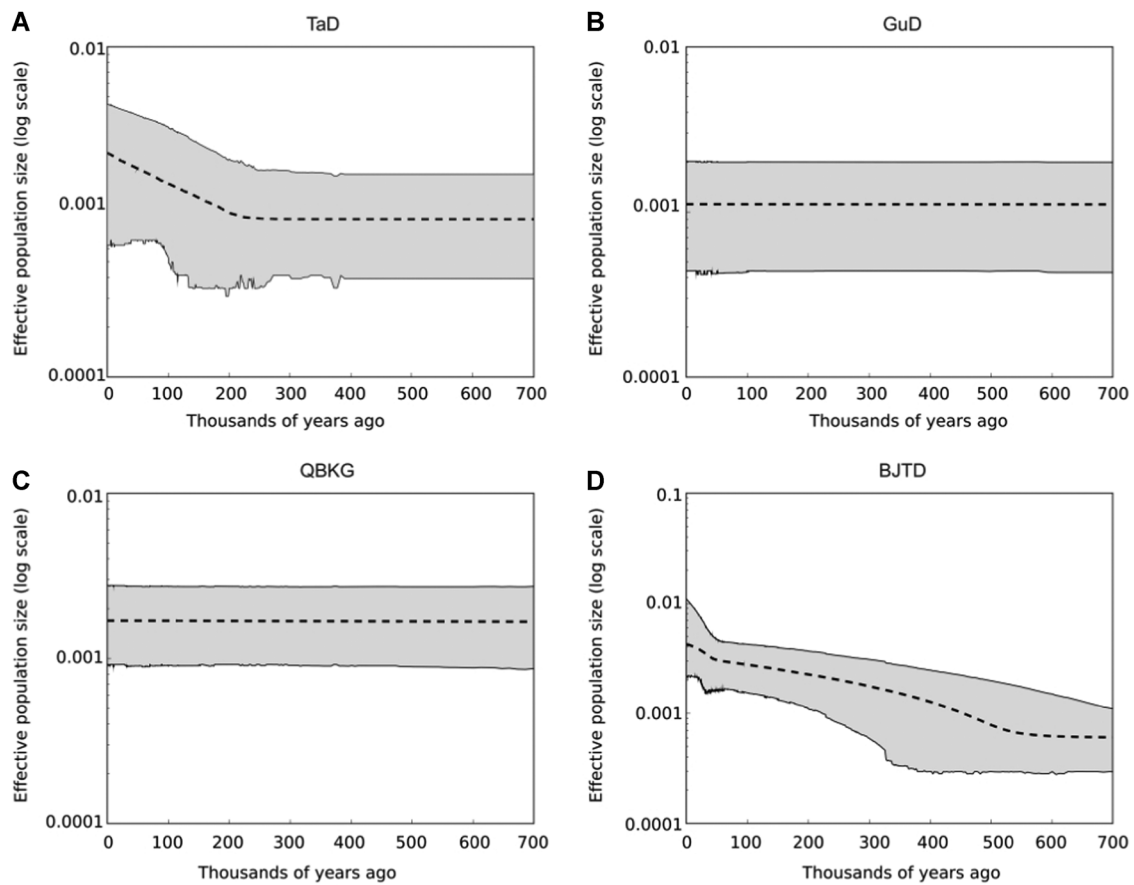 A
TaD
Effective population size (log scale)
0.01
0.001
0.0001
0 100 200 300 400 500 600 700
Thousands of years ago
B
GuD
Effective population size (log scale)
0.01
0.001
0.0001
0 100 200 300 400 500 600 700
Thousands of years ago
C
QBKG
Effective population size (log scale)
0.01
0.001
0.0001
0 100 200 300 400 500 600 700
Thousands of years ago
D
BJTD
Effective population size (log scale)
0.1
0.01
0.001
0.0001
0 100 200 300 400 500 600 700
Thousands of years ago